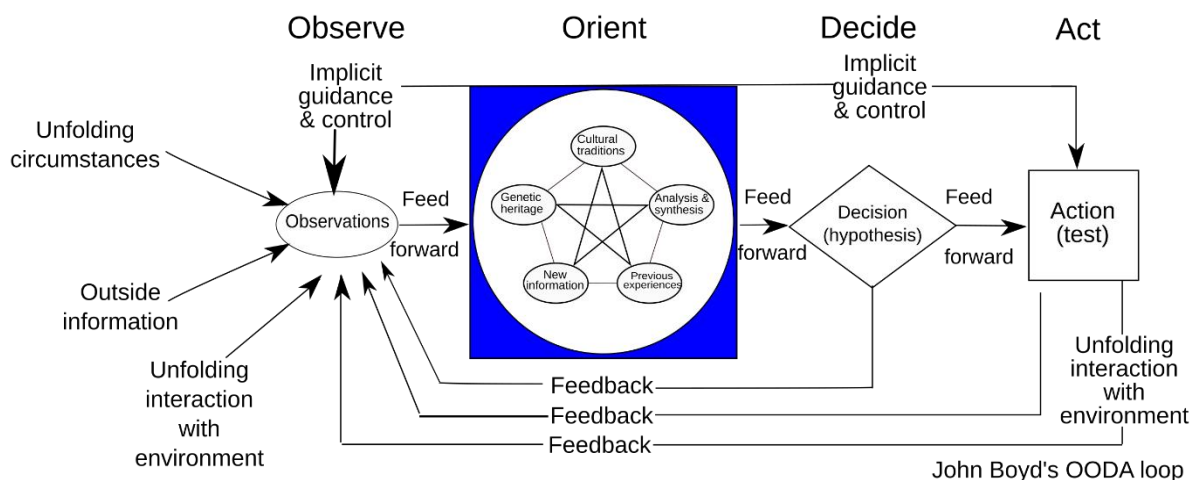 Observe
Orient
Decide
Act
Implicit
guidance
& control
Implicit
guidance
& control
Unfolding
circumstances
Observations
Feed
forward
Cultural
traditions
Genetic
heritage
Analysis &
synthesis
New
information
Previous
experiences
Feed
forward
Decision
(hypothesis)
Feed
forward
Action
(test)
Outside
information
Unfolding
interaction
with
environment
Unfolding
interaction
with
environment
Feedback
Feedback
Feedback
John Boyd's OODA loop